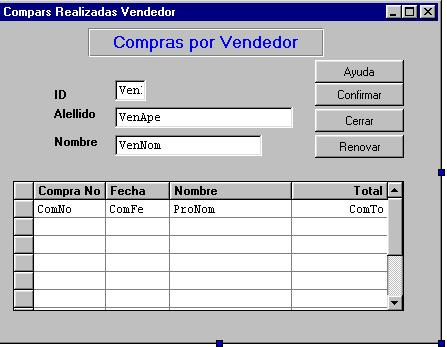 Compars Realizadas Vendedor
Compras por Vendedor
Ayuda
ID
Confirmar
Alellido
VenApe
Cerrar
Nombre
VenNom
Renovar
Compra No Fecha Nombre Total
ComNo ComFe ProNom ComTo